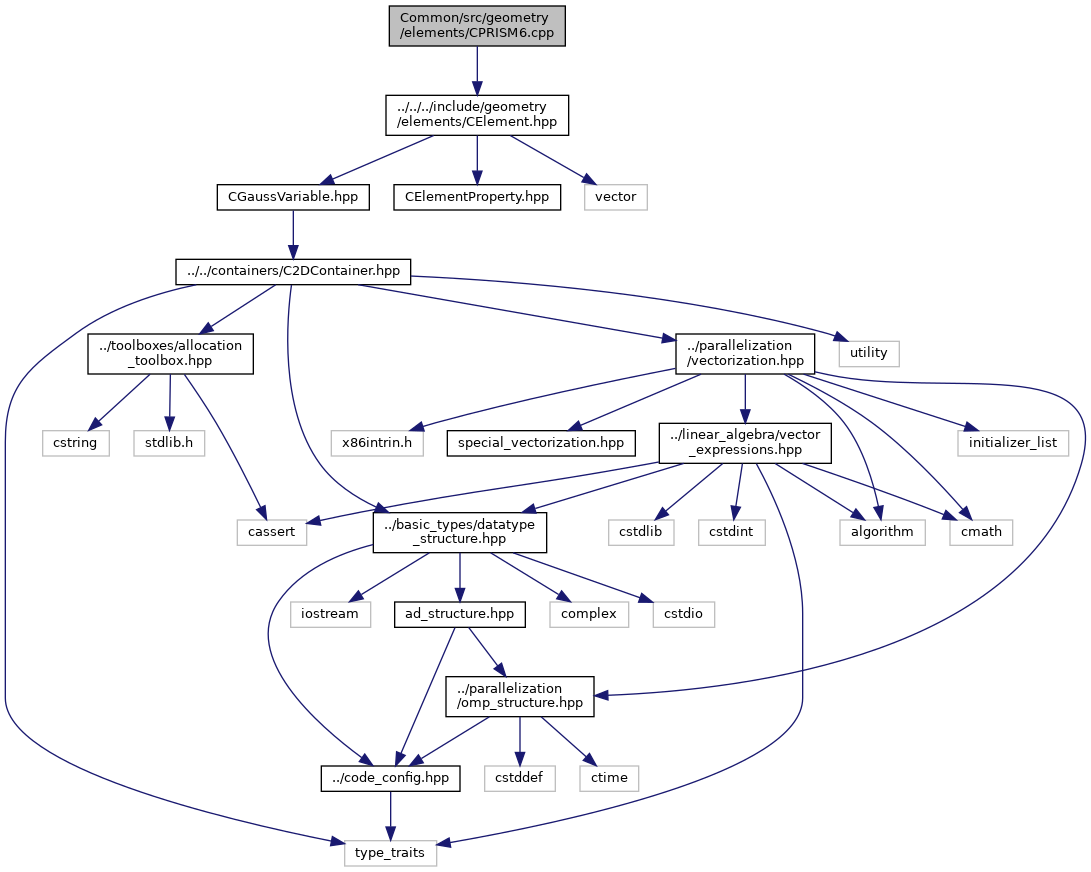 Common/src/geometry
/elements/CPRISM6.cpp
../../../include/geometry
/elements/CElement.hpp
CGaussVariable.hpp
CElementProperty.hpp
vector
../../containers/C2DContainer.hpp
../toolboxes/allocation
_toolbox.hpp
../parallelization
/vectorization.hpp
utility
cstring
stdlib.h
x86intrin.h
special_vectorization.hpp
../linear_algebra/vector
_expressions.hpp
initializer_list
cassert
../basic_types/datatype
_structure.hpp
cstdlib
cstdint
algorithm
cmath
iostream
ad_structure.hpp
complex
cstdio
../parallelization
/omp_structure.hpp
../code_config.hpp
cstddef
ctime
type_traits